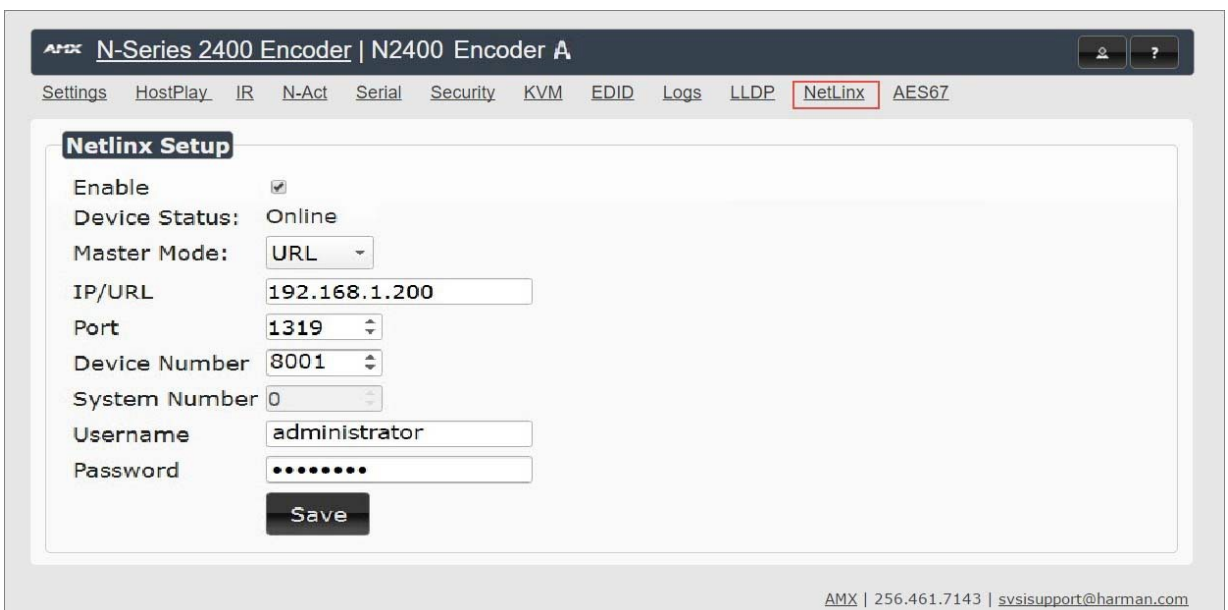 AMX N-Series 2400 Encoder | N2400 Encoder A ?
Settings HostPlay IR N-Act Serial Security KVM EDID Logs LLDP NetLinx AES67
Netlinx Setup
Enable
Device Status: Online
Master Mode: URL
IP/URL 192.168.1.200
Port 1319
Device Number 8001
System Number 0
Username administrator
Password ••••••••
Save
AMX | 256.461.7143 | svsisupport@harman.com